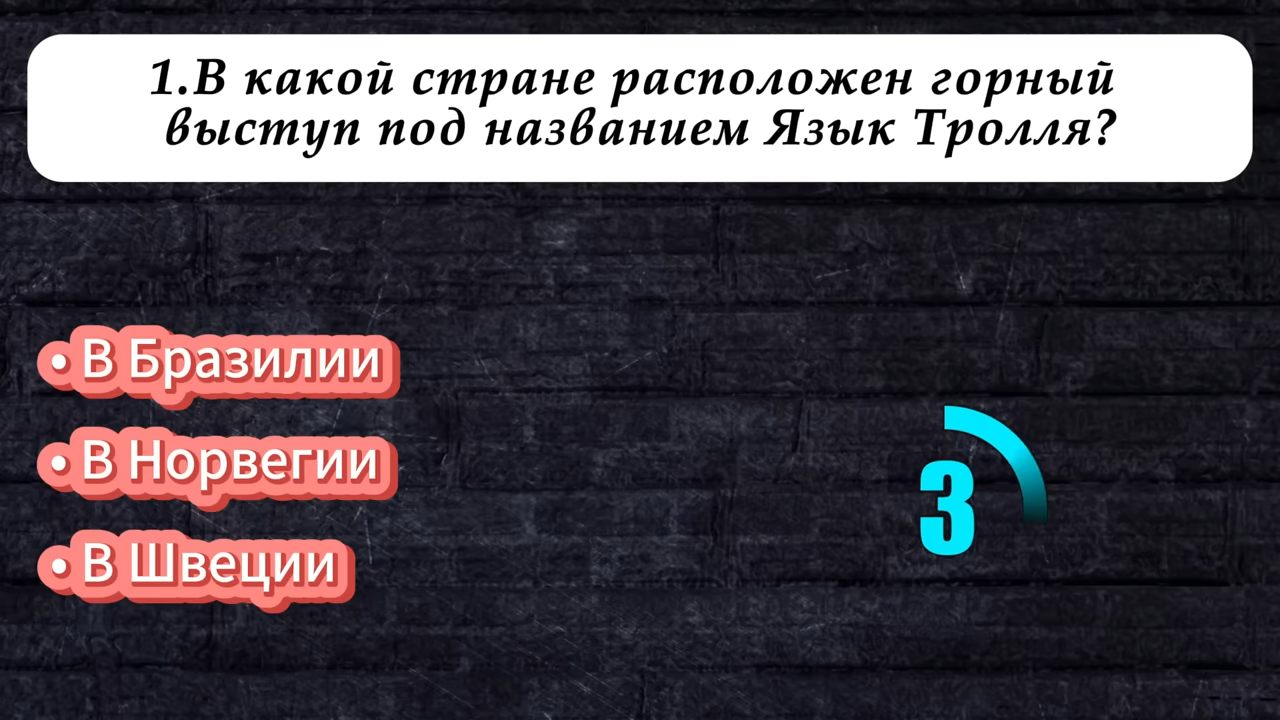 1.В какой стране расположен горный
выступ под названием Язык Тролля?
• В Бразилии
• В Норвегии
• В Швеции
3